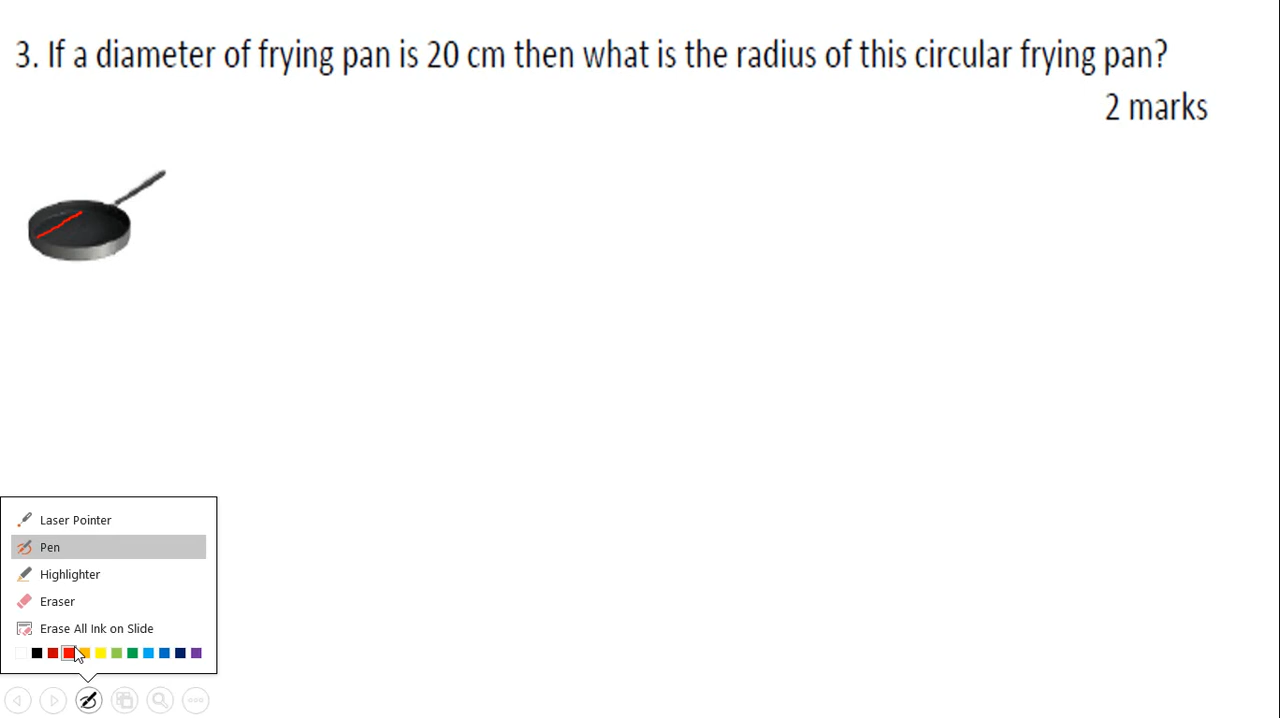 3. If a diameter of frying pan is 20 cm then what is the radius of this circular frying pan?
2 marks
Laser Pointer
Pen
Highlighter
Eraser
Erase All Ink on Slide